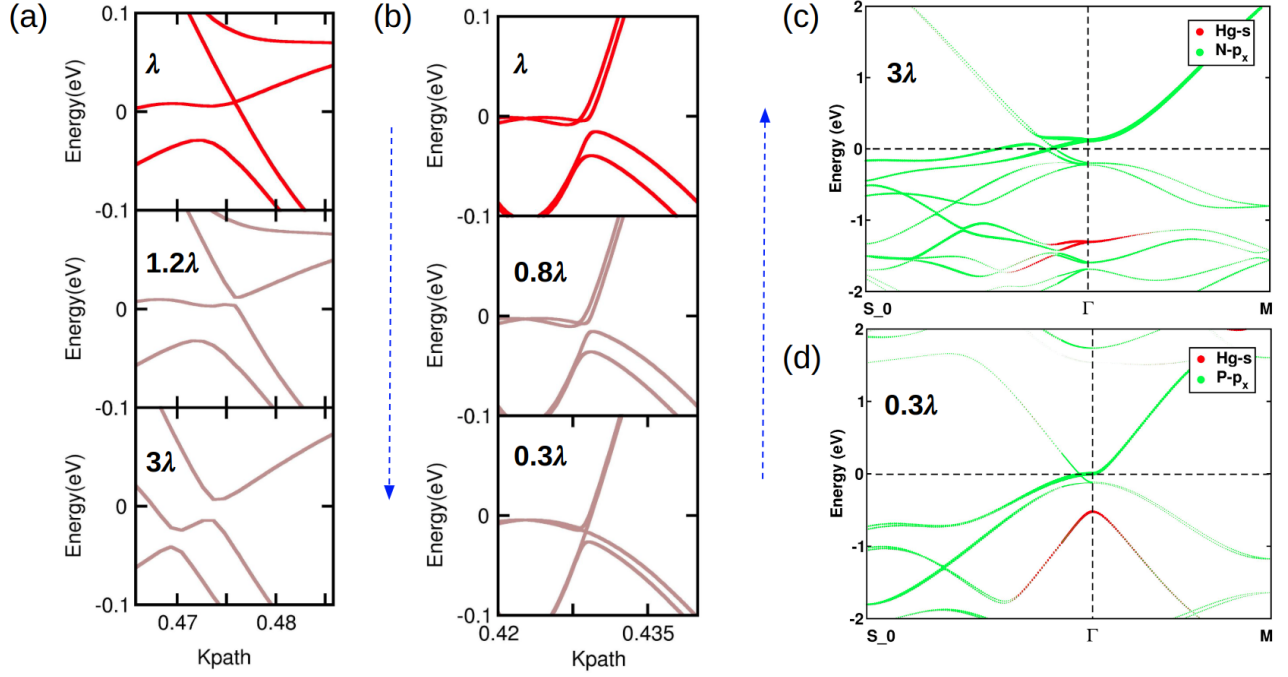 (a)
0.1
λ
Energy(eV)
0
-0.1
1.2λ
Energy(eV)
0
-0.1
3λ
Energy(eV)
0
-0.1
0.47
0.48
Kpath
(b)
0.1
λ
Energy(eV)
0
-0.1
0.8λ
Energy(eV)
0
-0.1
0.3λ
Energy(eV)
0
-0.1
0.42
0.435
Kpath
(c)
2
1
0
-1
-2
Energy (eV)
3λ
Hg-s
N-px
S_0
Γ
M
(d)
2
1
0
-1
-2
Energy (eV)
0.3λ
Hg-s
P-px
S_0
Γ
M